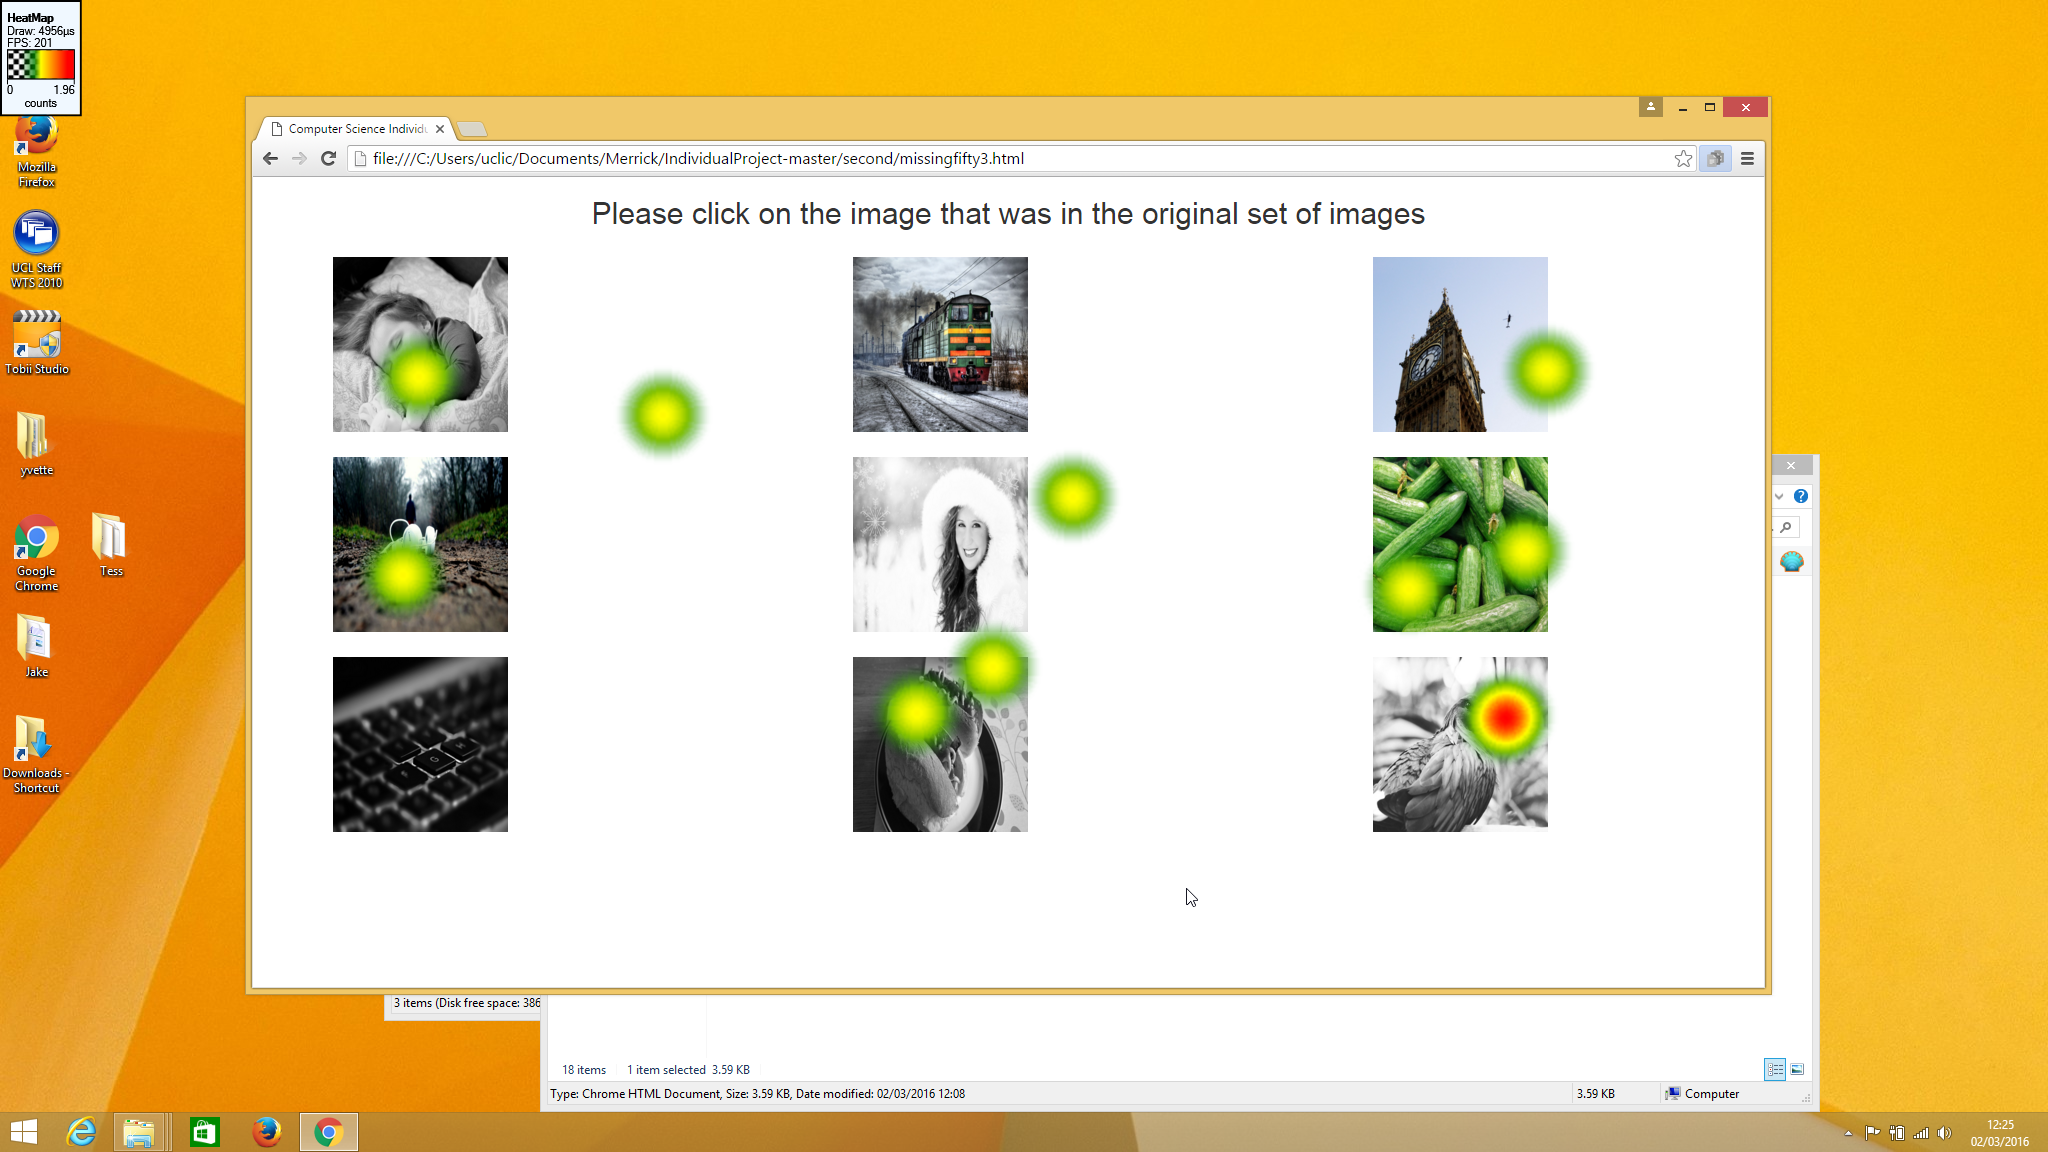 HeatMap
Draw: 4956µs
FPS: 201
0 1.96
counts
Mozilla
Firefox
UCL Staff
WTS 2010
Tobii Studio
yvette
Google
Chrome
Tess
Jake
Downloads -
Shortcut
Computer Science Individu
file:///C:/Users/uclic/Documents/Merrick/IndividualProject-master/second/missingfifty3.html
Please click on the image that was in the original set of images
G
H
3 items (Disk free space: 386
18 items 1 item selected 3.59 KB
Type: Chrome HTML Document, Size: 3.59 KB, Date modified: 02/03/2016 12:08
3.59 KB
Computer
12:25
02/03/2016